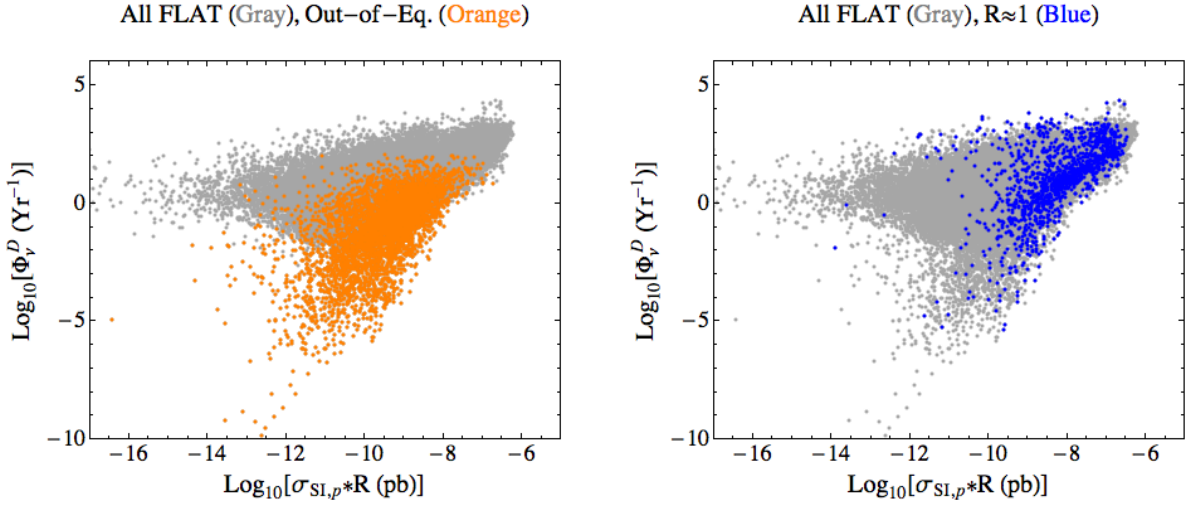 All FLAT (Gray), Out−of−Eq. (Orange)
5
0
−5
−10
Log10[Φν^D (Yr^−1)]
−16 −14 −12 −10 −8 −6
Log10[σSI,p*R (pb)]
All FLAT (Gray), R≈1 (Blue)
5
0
−5
−10
Log10[Φν^D (Yr^−1)]
−16 −14 −12 −10 −8 −6
Log10[σSI,p*R (pb)]